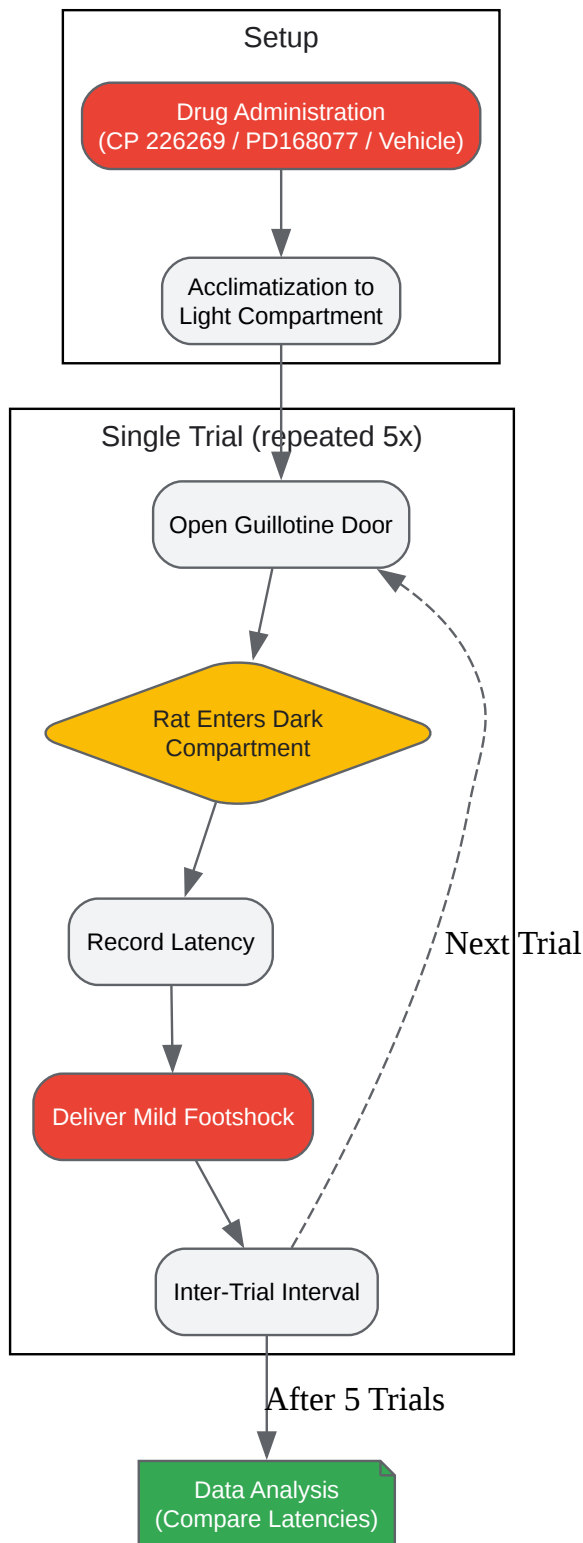 Setup
Drug Administration
(CP 226269 / PD168077 / Vehicle)
Acclimatization to
Light Compartment
Single Trial (repeated 5x)
Open Guillotine Door
Rat Enters Dark
Compartment
Record Latency
Next Trial
Deliver Mild Footshock
Inter-Trial Interval
After 5 Trials
Data Analysis
(Compare Latencies)